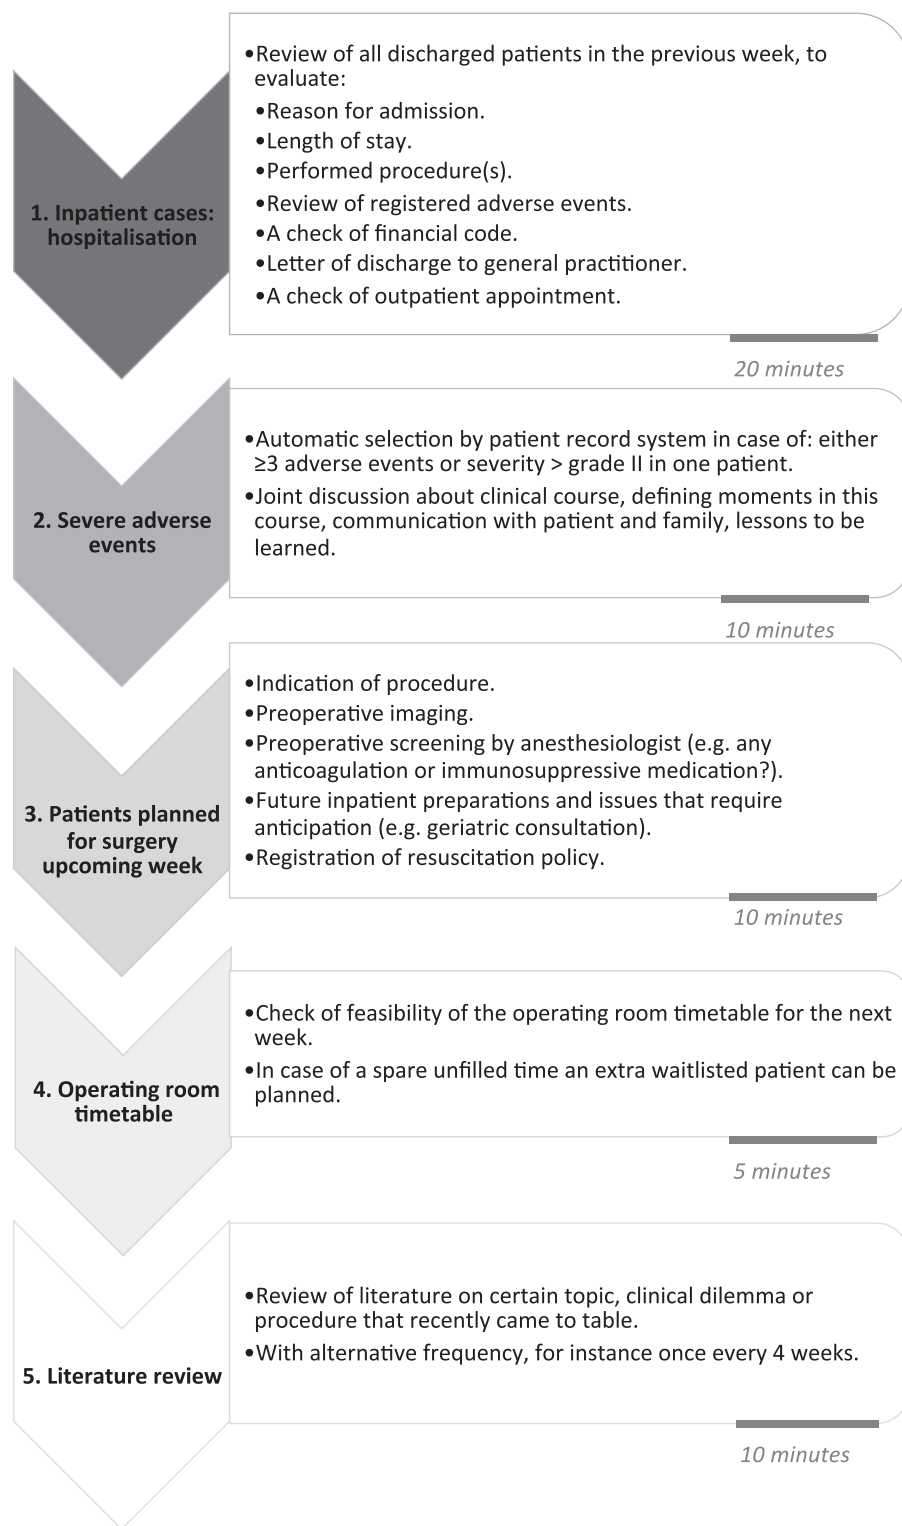 1. Inpatient cases:
hospitalisation
•Review of all discharged patients in the previous week, to
evaluate:
•Reason for admission.
•Length of stay.
•Performed procedure(s).
•Review of registered adverse events.
•A check of financial code.
•Letter of discharge to general practitioner.
•A check of outpatient appointment.
20 minutes
2. Severe adverse
events
•Automatic selection by patient record system in case of: either
≥3 adverse events or severity > grade II in one patient.
•Joint discussion about clinical course, defining moments in this
course, communication with patient and family, lessons to be
learned.
10 minutes
3. Patients planned
for surgery
upcoming week
•Indication of procedure.
•Preoperative imaging.
•Preoperative screening by anesthesiologist (e.g. any
anticoagulation or immunosuppressive medication?).
•Future inpatient preparations and issues that require
anticipation (e.g. geriatric consultation).
•Registration of resuscitation policy.
10 minutes
4. Operating room
timetable
•Check of feasibility of the operating room timetable for the next
week.
•In case of a spare unfilled time an extra waitlisted patient can be
planned.
5 minutes
5. Literature review
•Review of literature on certain topic, clinical dilemma or
procedure that recently came to table.
•With alternative frequency, for instance once every 4 weeks.
10 minutes